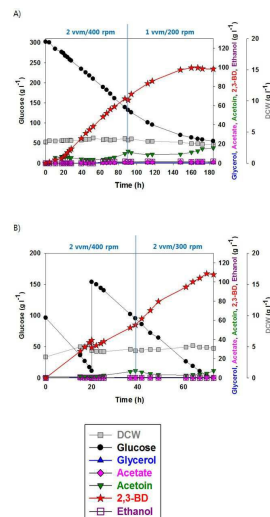 A)
2 vvm/400 rpm
1 vvm/200 rpm
300
250
200
150
100
50
0
120
100
80
60
40
20
0
20
15
10
5
0
Glucose (g l⁻¹)
Glycerol, Acetate, Acetoin, 2,3-BD, Ethanol (g l⁻¹)
DCW (g l⁻¹)
0 20 40 60 80 100 120 140 160 180
Time (h)
B)
2 vvm/400 rpm
2 vvm/300 rpm
200
150
100
50
0
120
100
80
60
40
20
0
20
15
10
5
0
Glucose (g l⁻¹)
Glycerol, Acetate, Acetoin, 2,3-BD, Ethanol (g l⁻¹)
DCW (g l⁻¹)
0 20 40 60
Time (h)
DCW
Glucose
Glycerol
Acetate
Acetoin
2,3-BD
Ethanol